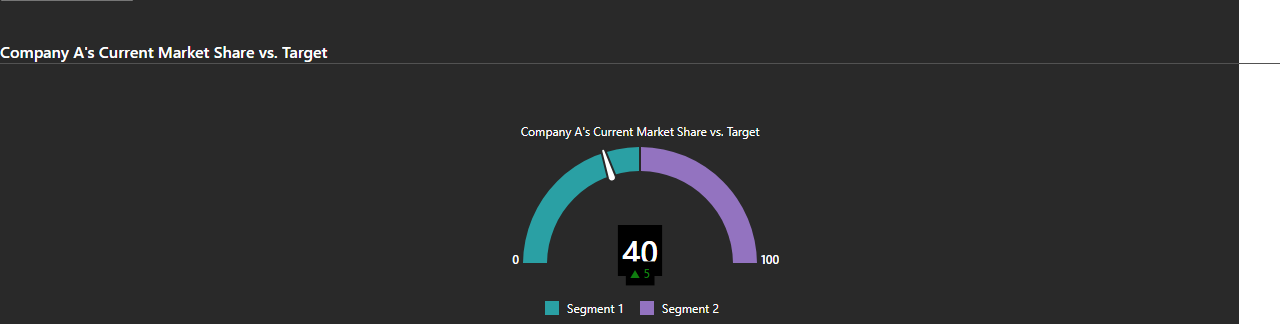 Company A's Current Market Share vs. Target
Company A's Current Market Share vs. Target
40
▲ 5
0
100
Segment 1
Segment 2